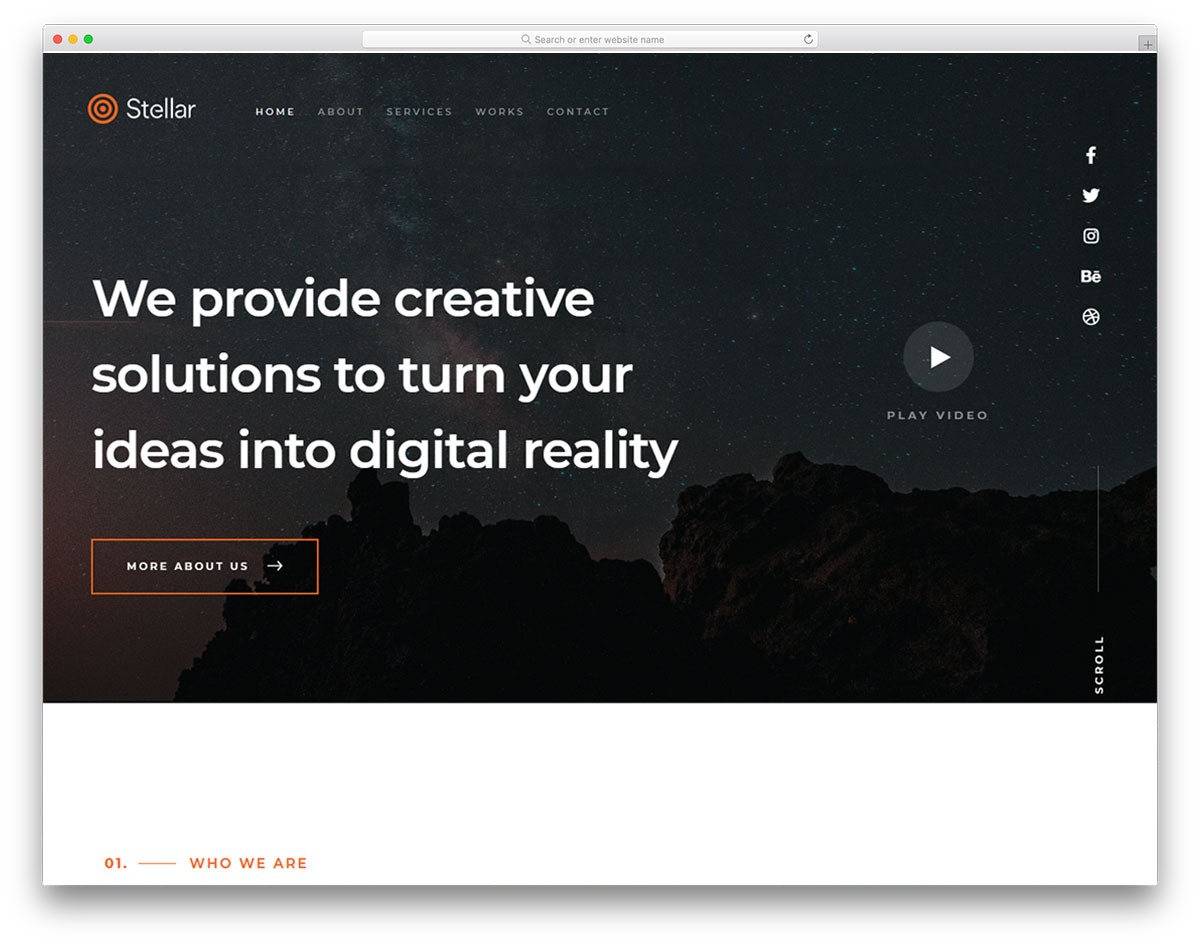 Search or enter website name
Stellar
HOME ABOUT SERVICES WORKS CONTACT
Bē
We provide creative
solutions to turn your
ideas into digital reality
PLAY VIDEO
MORE ABOUT US
SCROLL
01. WHO WE ARE